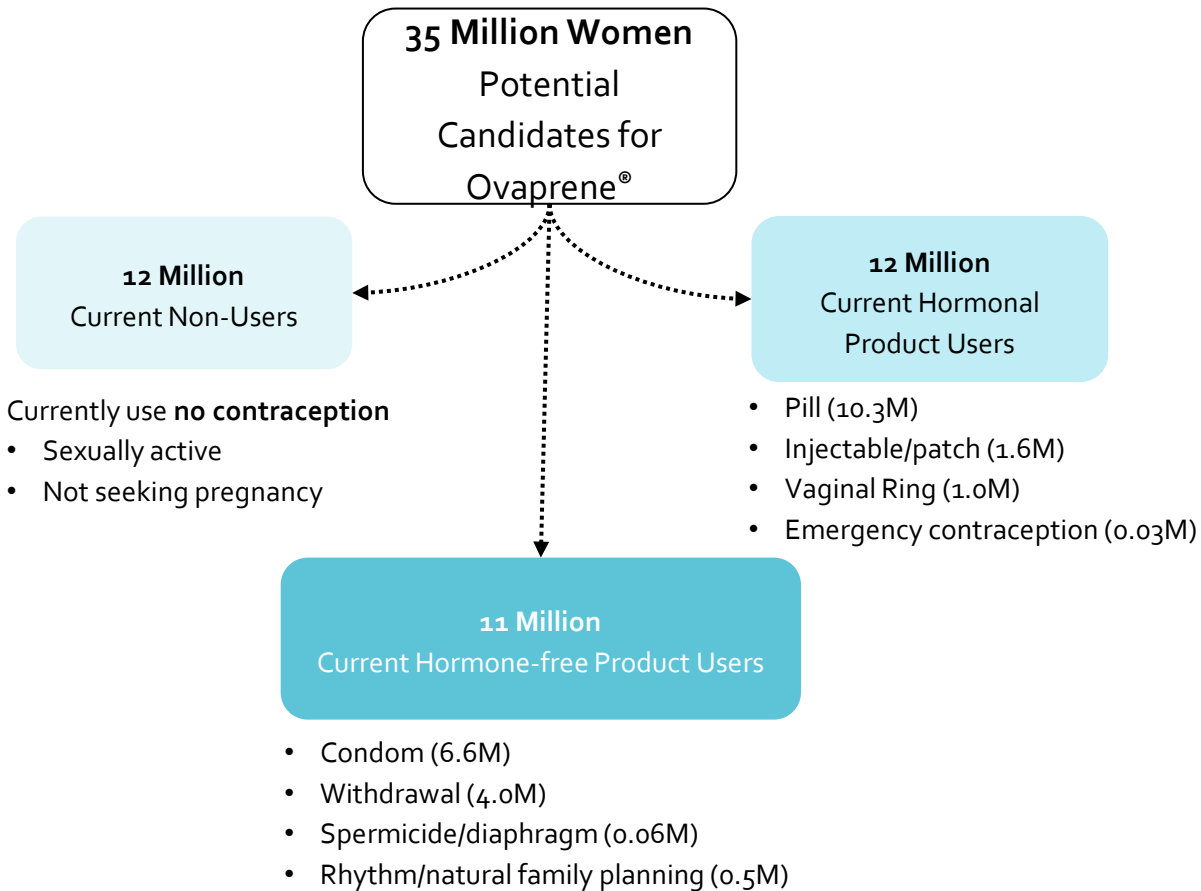 35 Million Women
Potential
Candidates for
Ovaprene®
12 Million
Current Non-Users
Currently use no contraception
• Sexually active
• Not seeking pregnancy
12 Million
Current Hormonal
Product Users
• Pill (10.3M)
• Injectable/patch (1.6M)
• Vaginal Ring (1.0M)
• Emergency contraception (0.03M)
11 Million
Current Hormone-free Product Users
• Condom (6.6M)
• Withdrawal (4.0M)
• Spermicide/diaphragm (0.06M)
• Rhythm/natural family planning (0.5M)